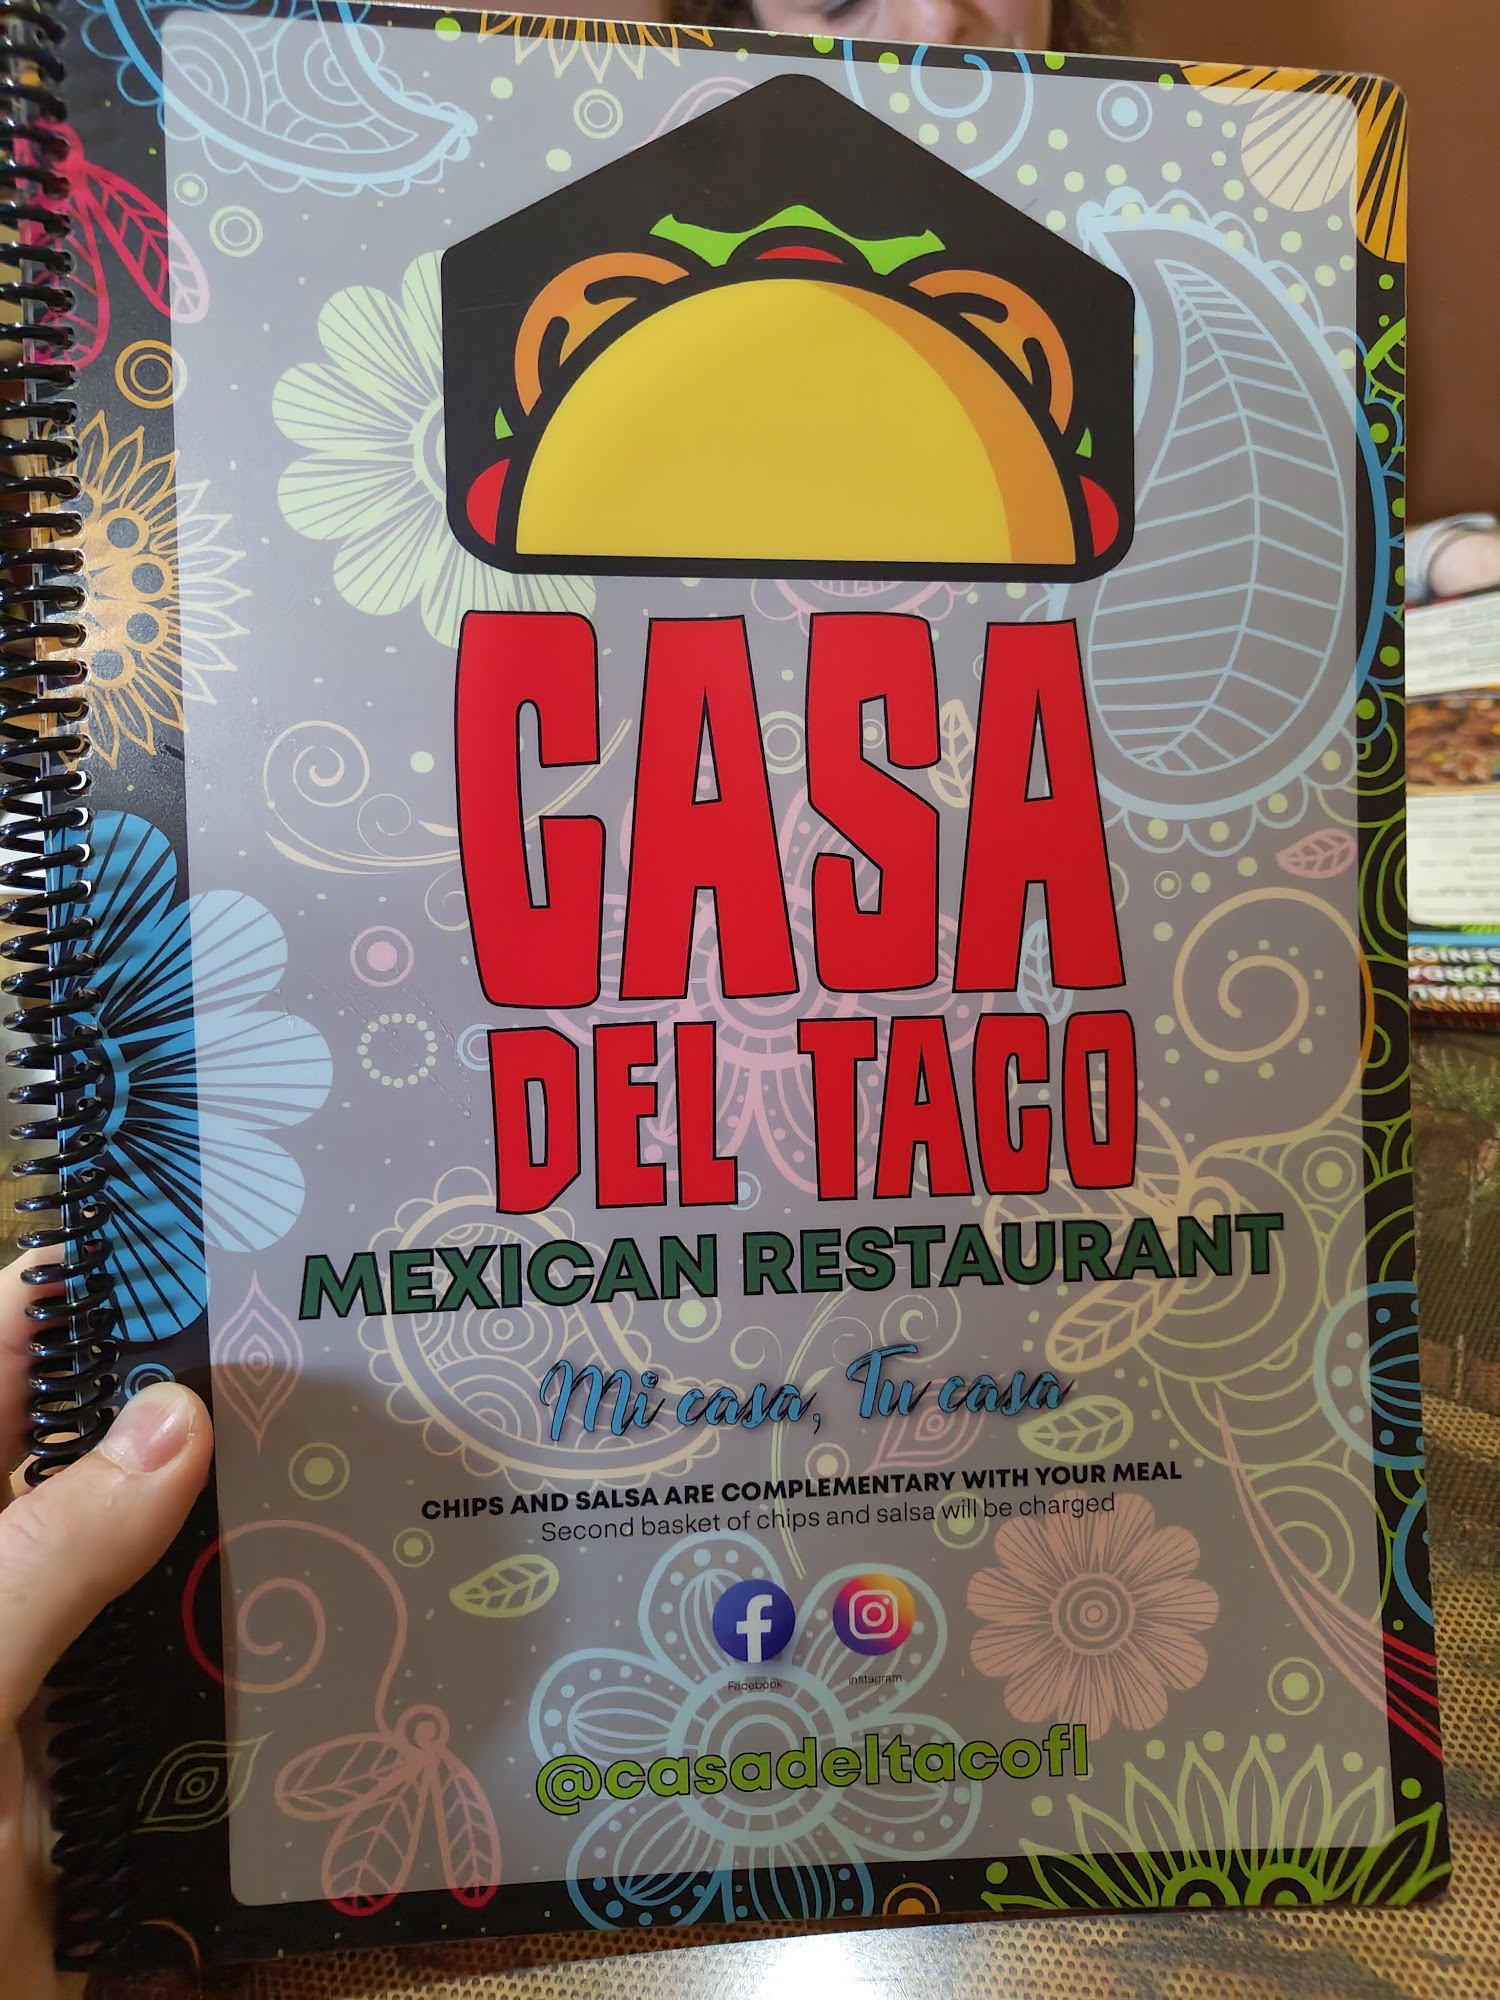 CASA
DEL TACO
MEXICAN RESTAURANT
Mi casa, Tu casa
CHIPS AND SALSA ARE COMPLEMENTARY WITH YOUR MEAL
Second basket of chips and salsa will be charged
Facebook
Instagram
@casadeltacofl